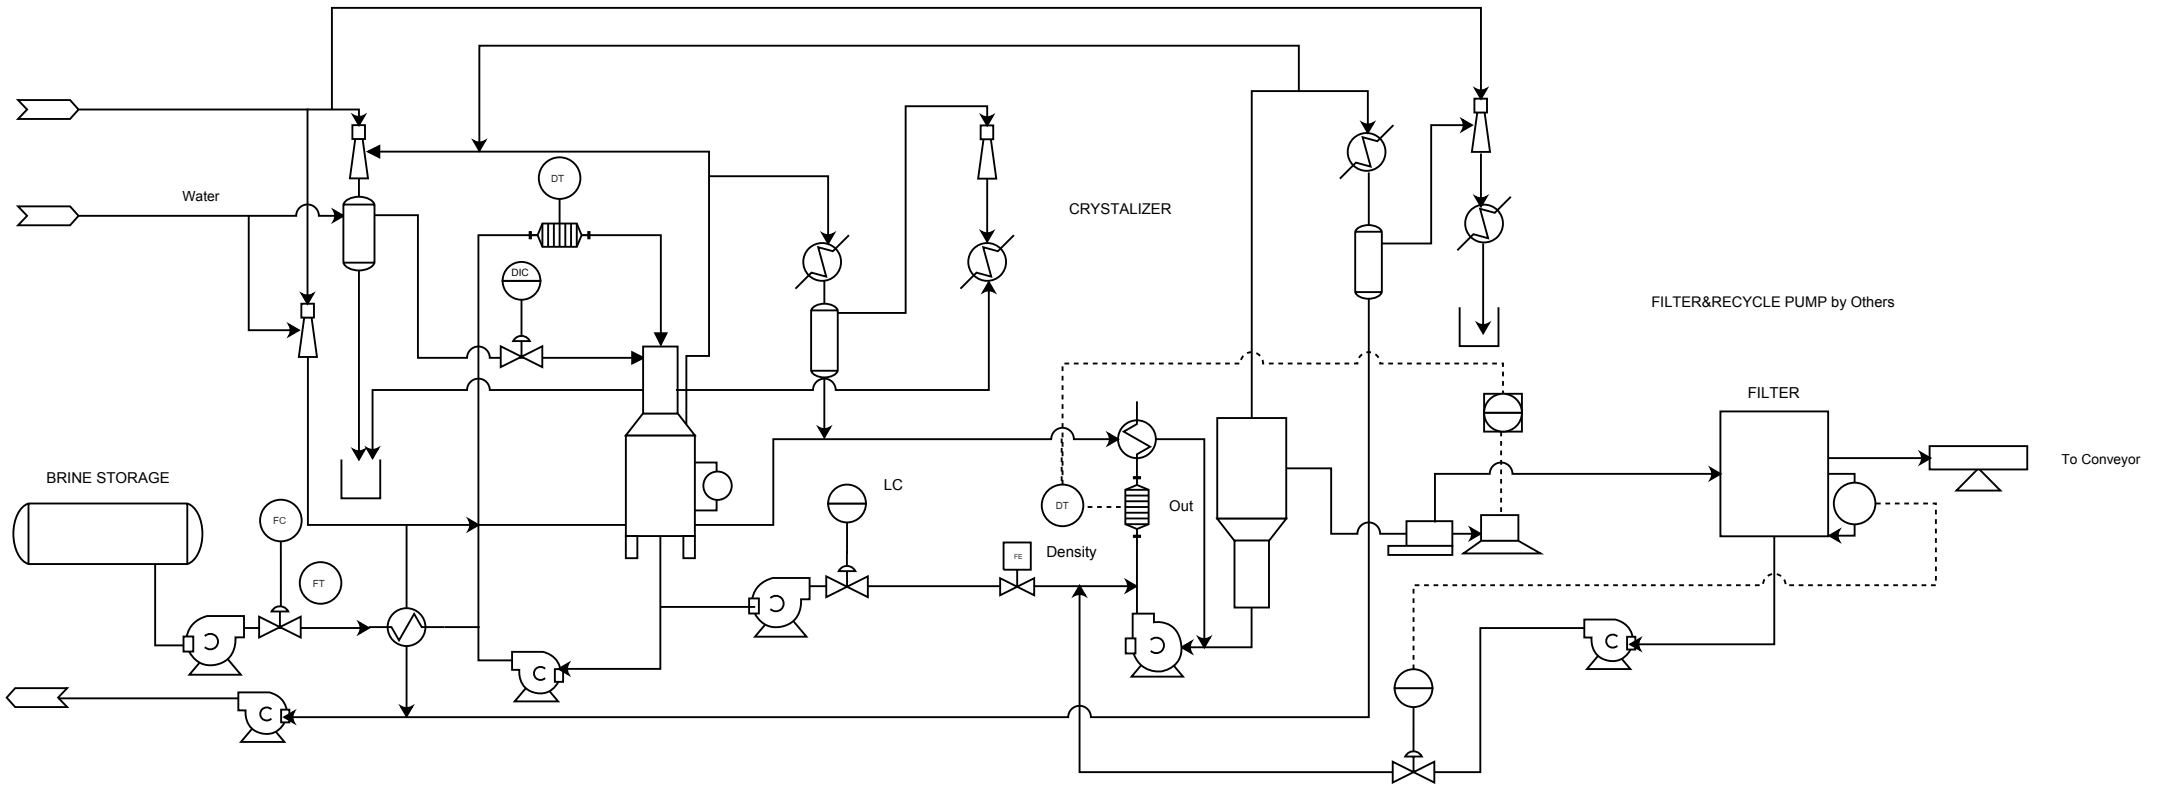 Water
DT
DIC
CRYSTALIZER
FILTER&RECYCLE PUMP by Others
FILTER
To Conveyor
BRINE STORAGE
LC
FC
DT
Out
FE
Density
FT